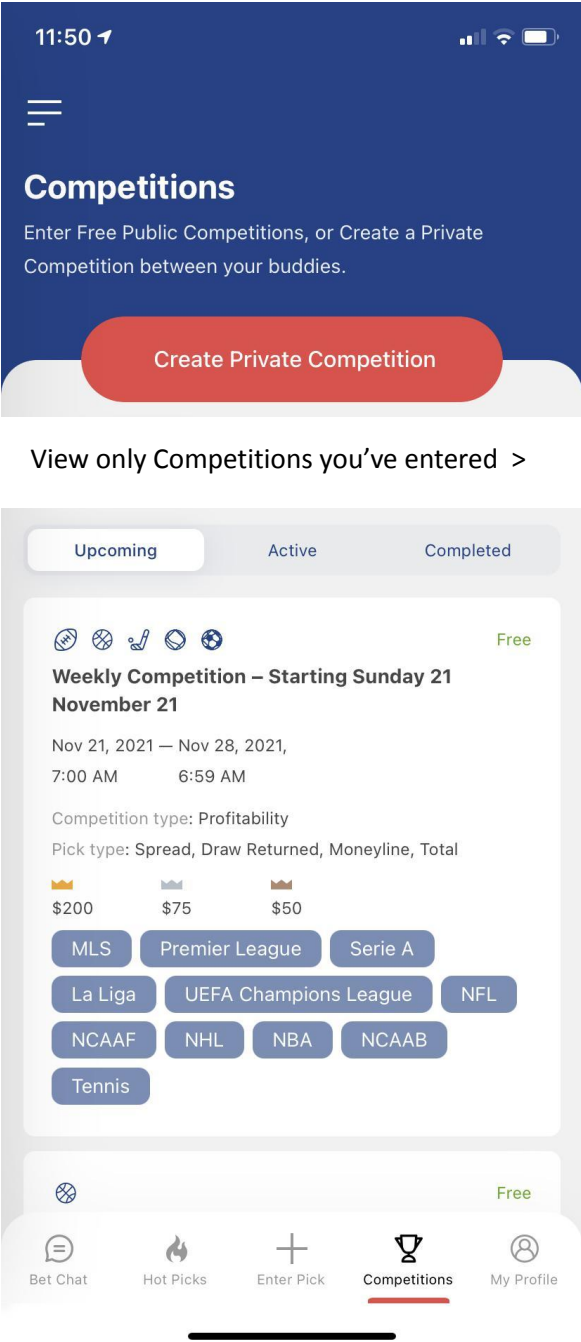 11:50
Competitions
Enter Free Public Competitions, or Create a Private
Competition between your buddies.
Create Private Competition
View only Competitions you've entered >
Upcoming Active Completed
Free
Weekly Competition – Starting Sunday 21
November 21
Nov 21, 2021 — Nov 28, 2021,
7:00 AM 6:59 AM
Competition type: Profitability
Pick type: Spread, Draw Returned, Moneyline, Total
$200 $75 $50
MLS Premier League Serie A
La Liga UEFA Champions League NFL
NCAAF NHL NBA NCAAB
Tennis
Free
Bet Chat Hot Picks Enter Pick Competitions My Profile